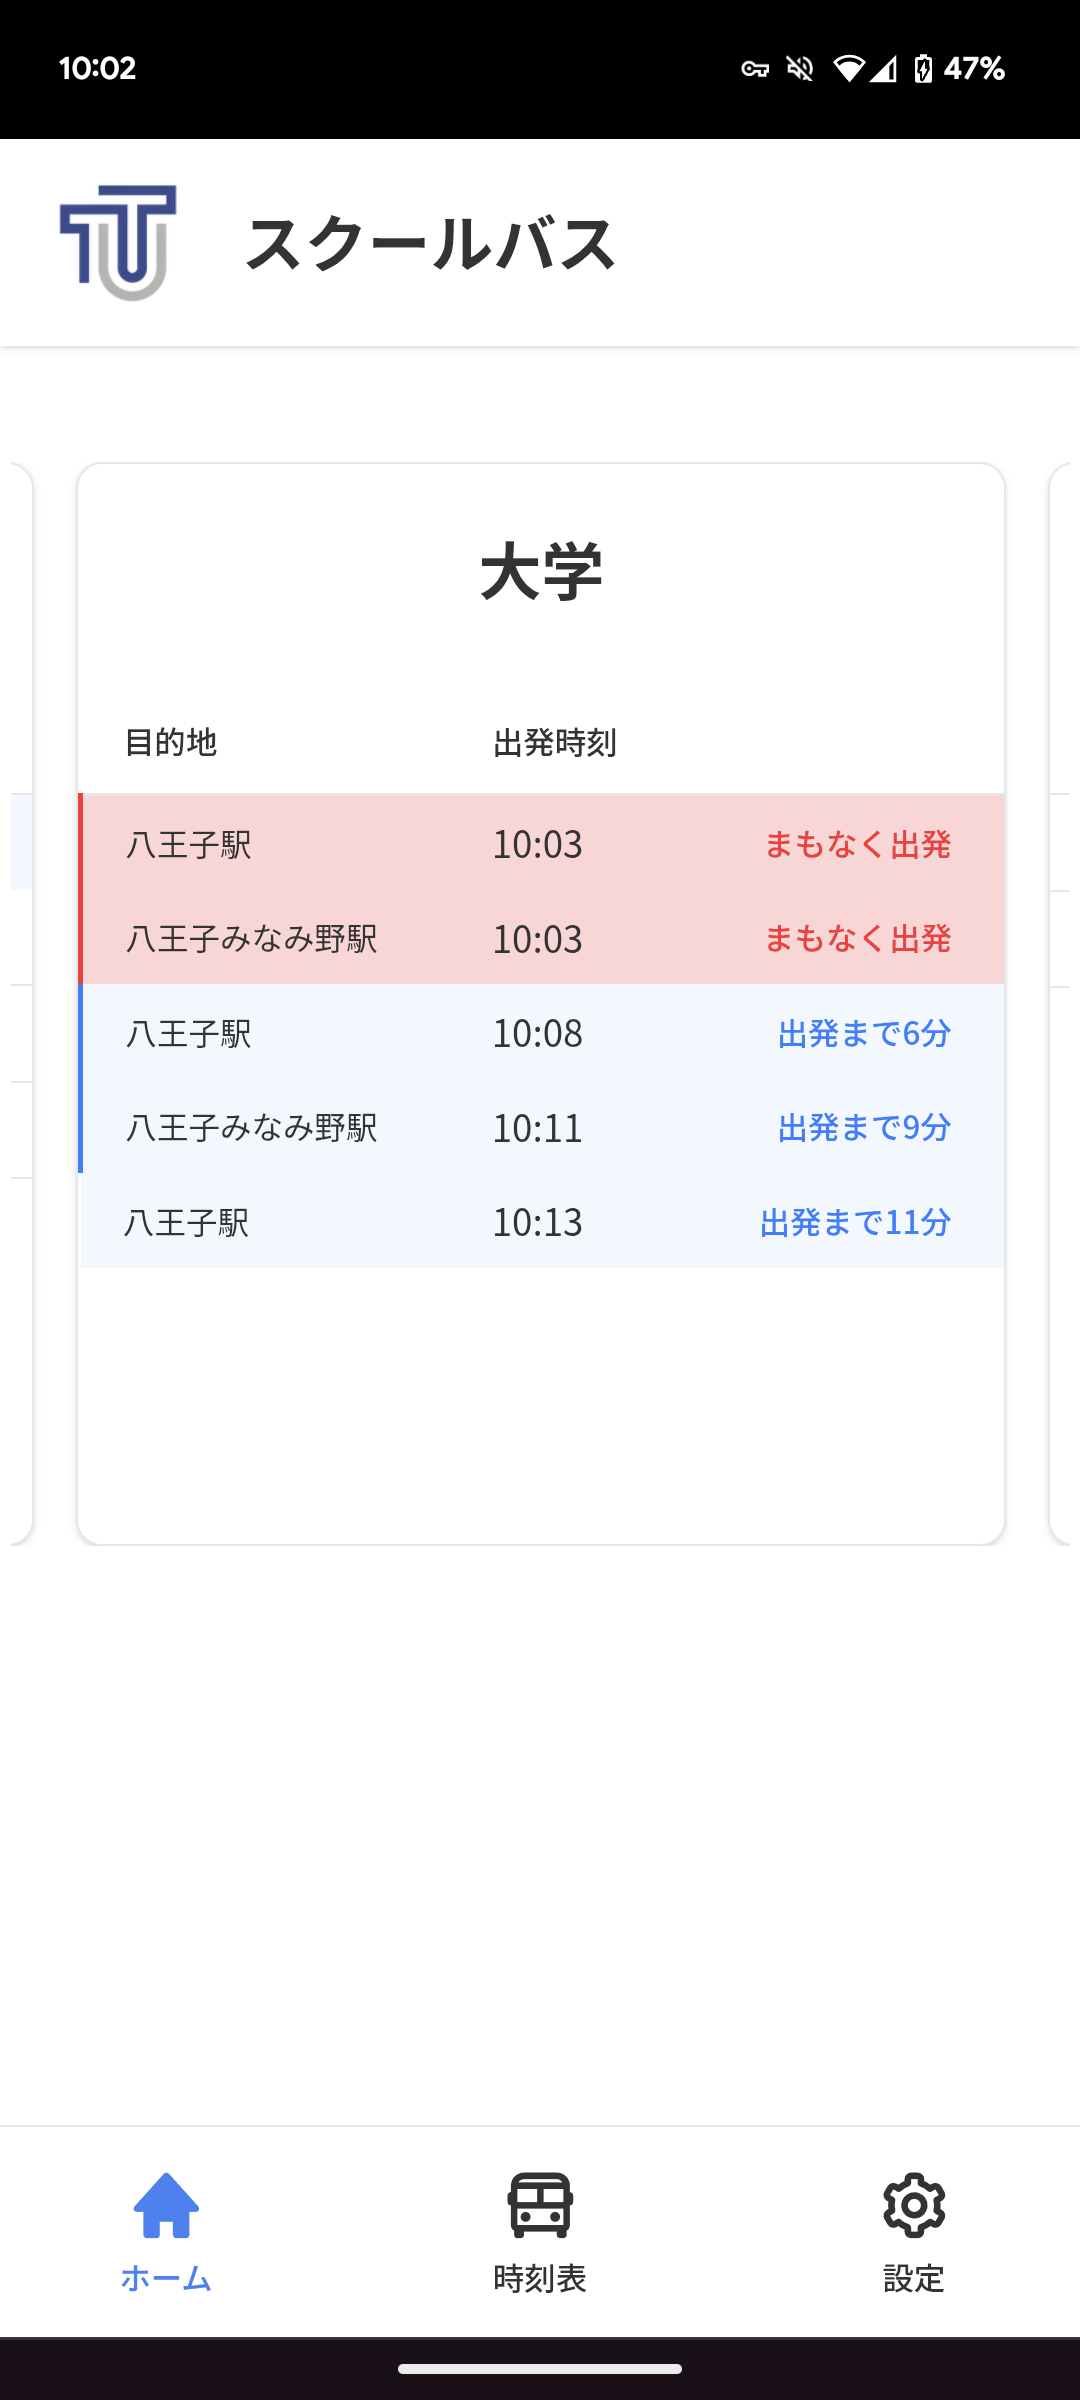 10:02 47%
スクールバス
大学
目的地 出発時刻
八王子駅 10:03 まもなく出発
八王子みなみ野駅 10:03 まもなく出発
八王子駅 10:08 出発まで6分
八王子みなみ野駅 10:11 出発まで9分
八王子駅 10:13 出発まで11分
ホーム 時刻表 設定